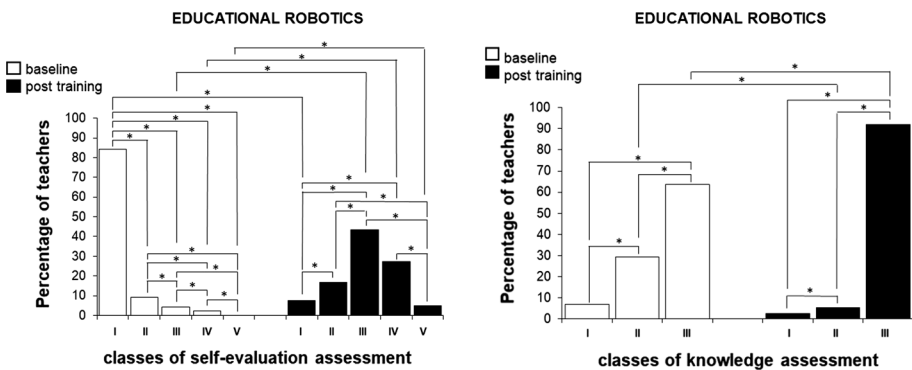 EDUCATIONAL ROBOTICS
baseline
post training
Percentage of teachers
100
90
80
70
60
50
40
30
20
10
0
I II III IV V I II III IV V
classes of self-evaluation assessment
EDUCATIONAL ROBOTICS
baseline
post training
Percentage of teachers
100
90
80
70
60
50
40
30
20
10
0
I II III I II III
classes of knowledge assessment